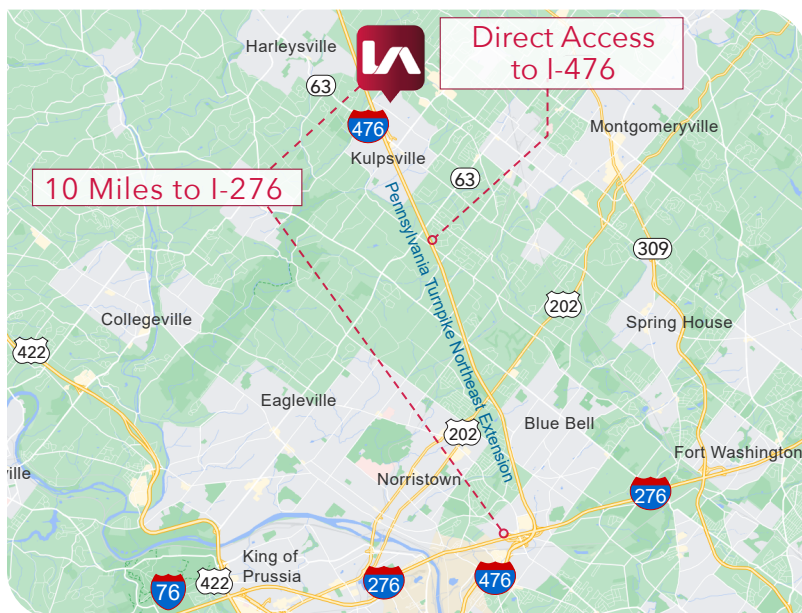 Harleysville
LA
Direct Access
to I-476
63
476
Montgomeryville
Kulpsville
63
10 Miles to I-276
Pennsylvania Turnpike Northeast Extension
309
202
Collegeville
Spring House
422
Eagleville
Blue Bell
202
Fort Washington
ville
Norristown
276
King of
Prussia
76
422
276
476